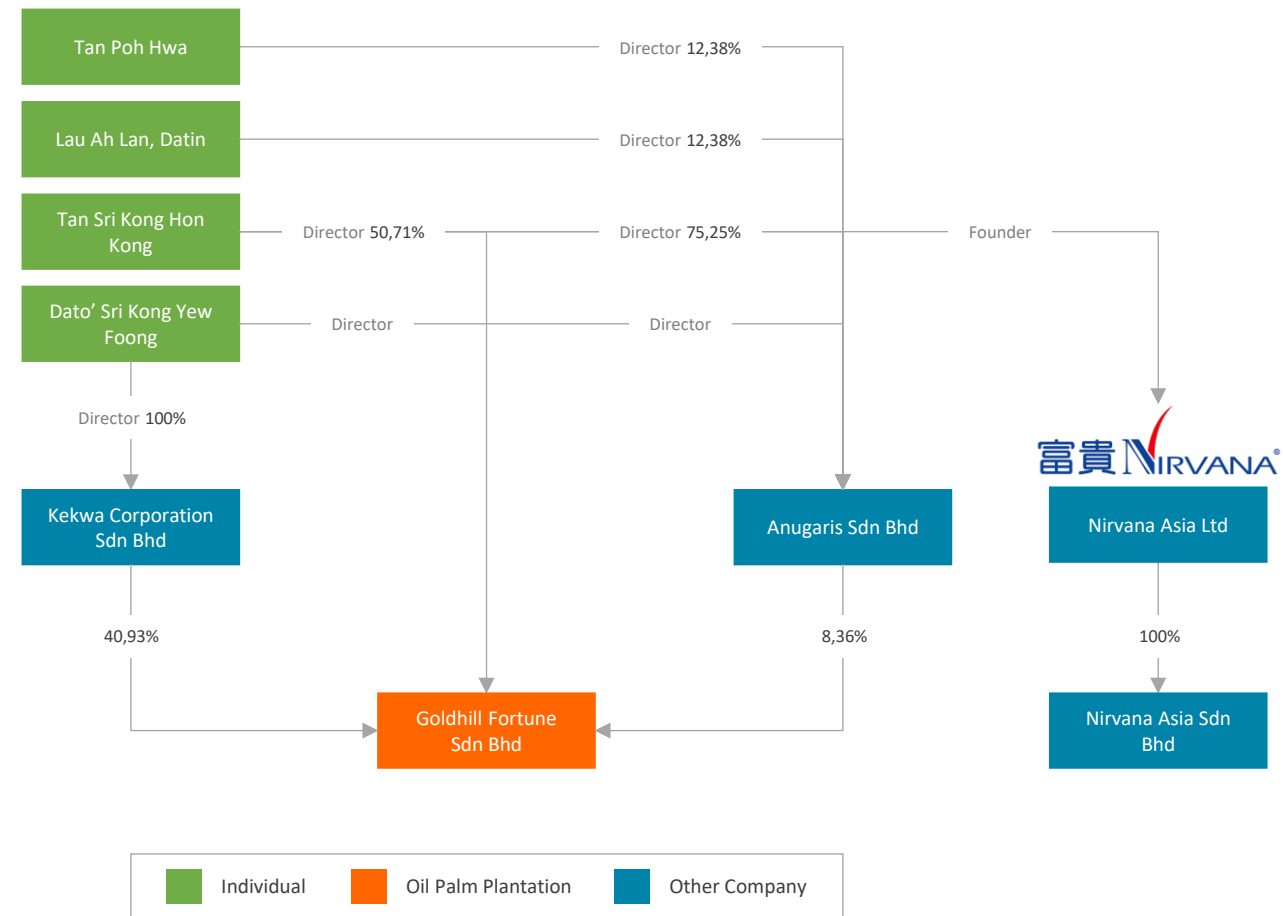 Tan Poh Hwa
Director 12,38%
Lau Ah Lan, Datin
Director 12,38%
Tan Sri Kong Hon
Kong
Director 50,71%
Director 75,25%
Founder
Dato’ Sri Kong Yew
Foong
Director
Director
Director 100%
富貴 NIRVANA®
Kekwa Corporation
Sdn Bhd
Anugaris Sdn Bhd
Nirvana Asia Ltd
40,93%
8,36%
100%
Goldhill Fortune
Sdn Bhd
Nirvana Asia Sdn
Bhd
Individual
Oil Palm Plantation
Other Company